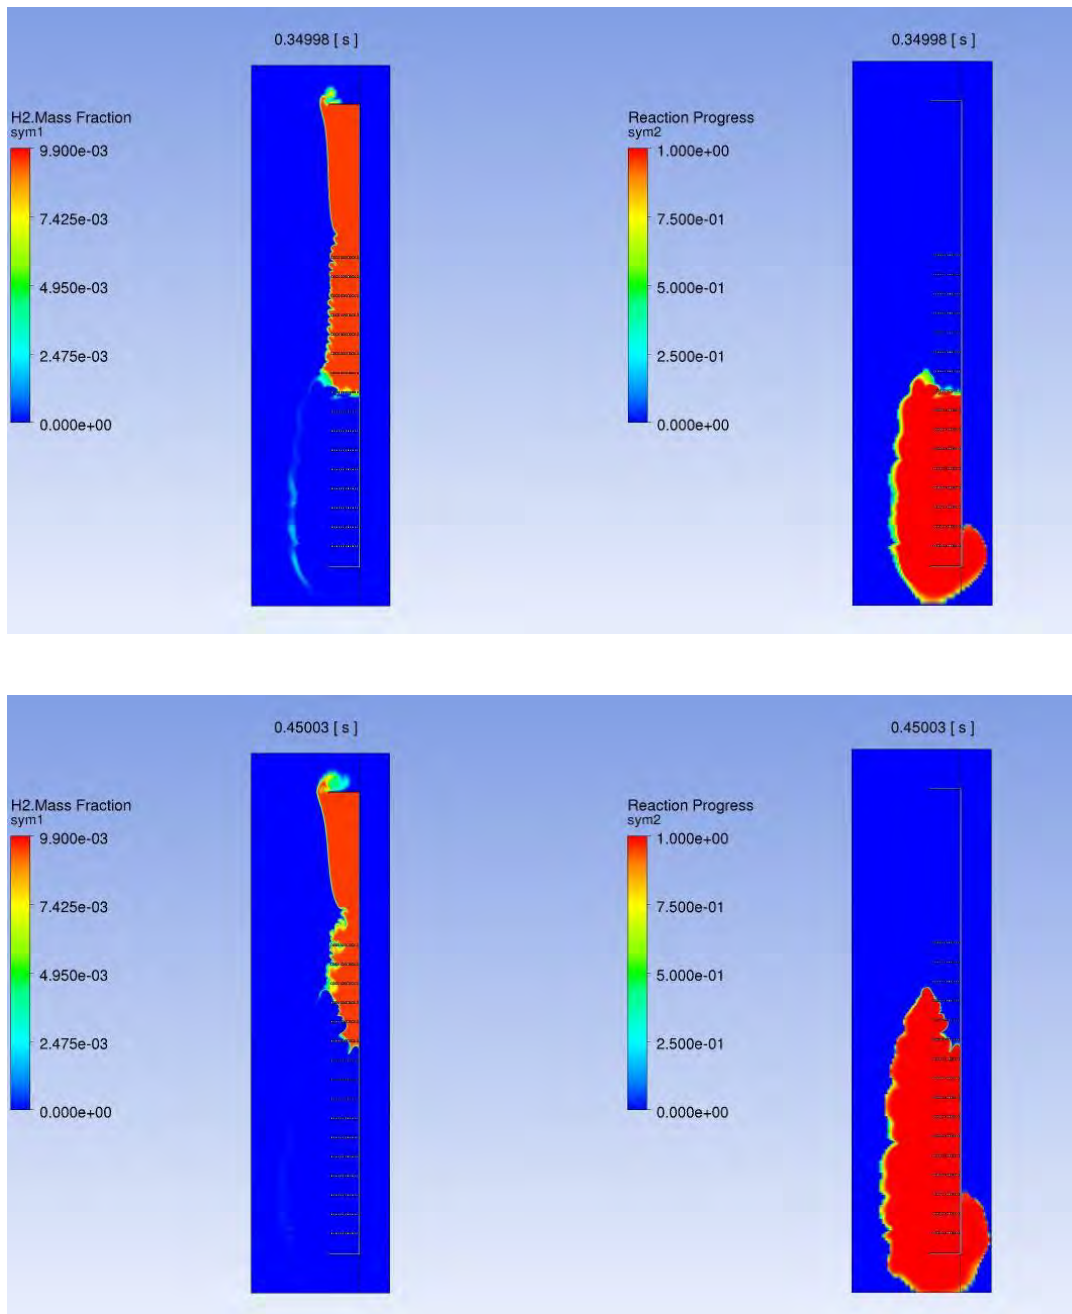 0.34998 [ s ]
H2.Mass Fraction
sym1
9.900e-03
7.425e-03
4.950e-03
2.475e-03
0.000e+00
0.34998 [ s ]
Reaction Progress
sym2
1.000e+00
7.500e-01
5.000e-01
2.500e-01
0.000e+00
0.45003 [ s ]
H2.Mass Fraction
sym1
9.900e-03
7.425e-03
4.950e-03
2.475e-03
0.000e+00
0.45003 [ s ]
Reaction Progress
sym2
1.000e+00
7.500e-01
5.000e-01
2.500e-01
0.000e+00